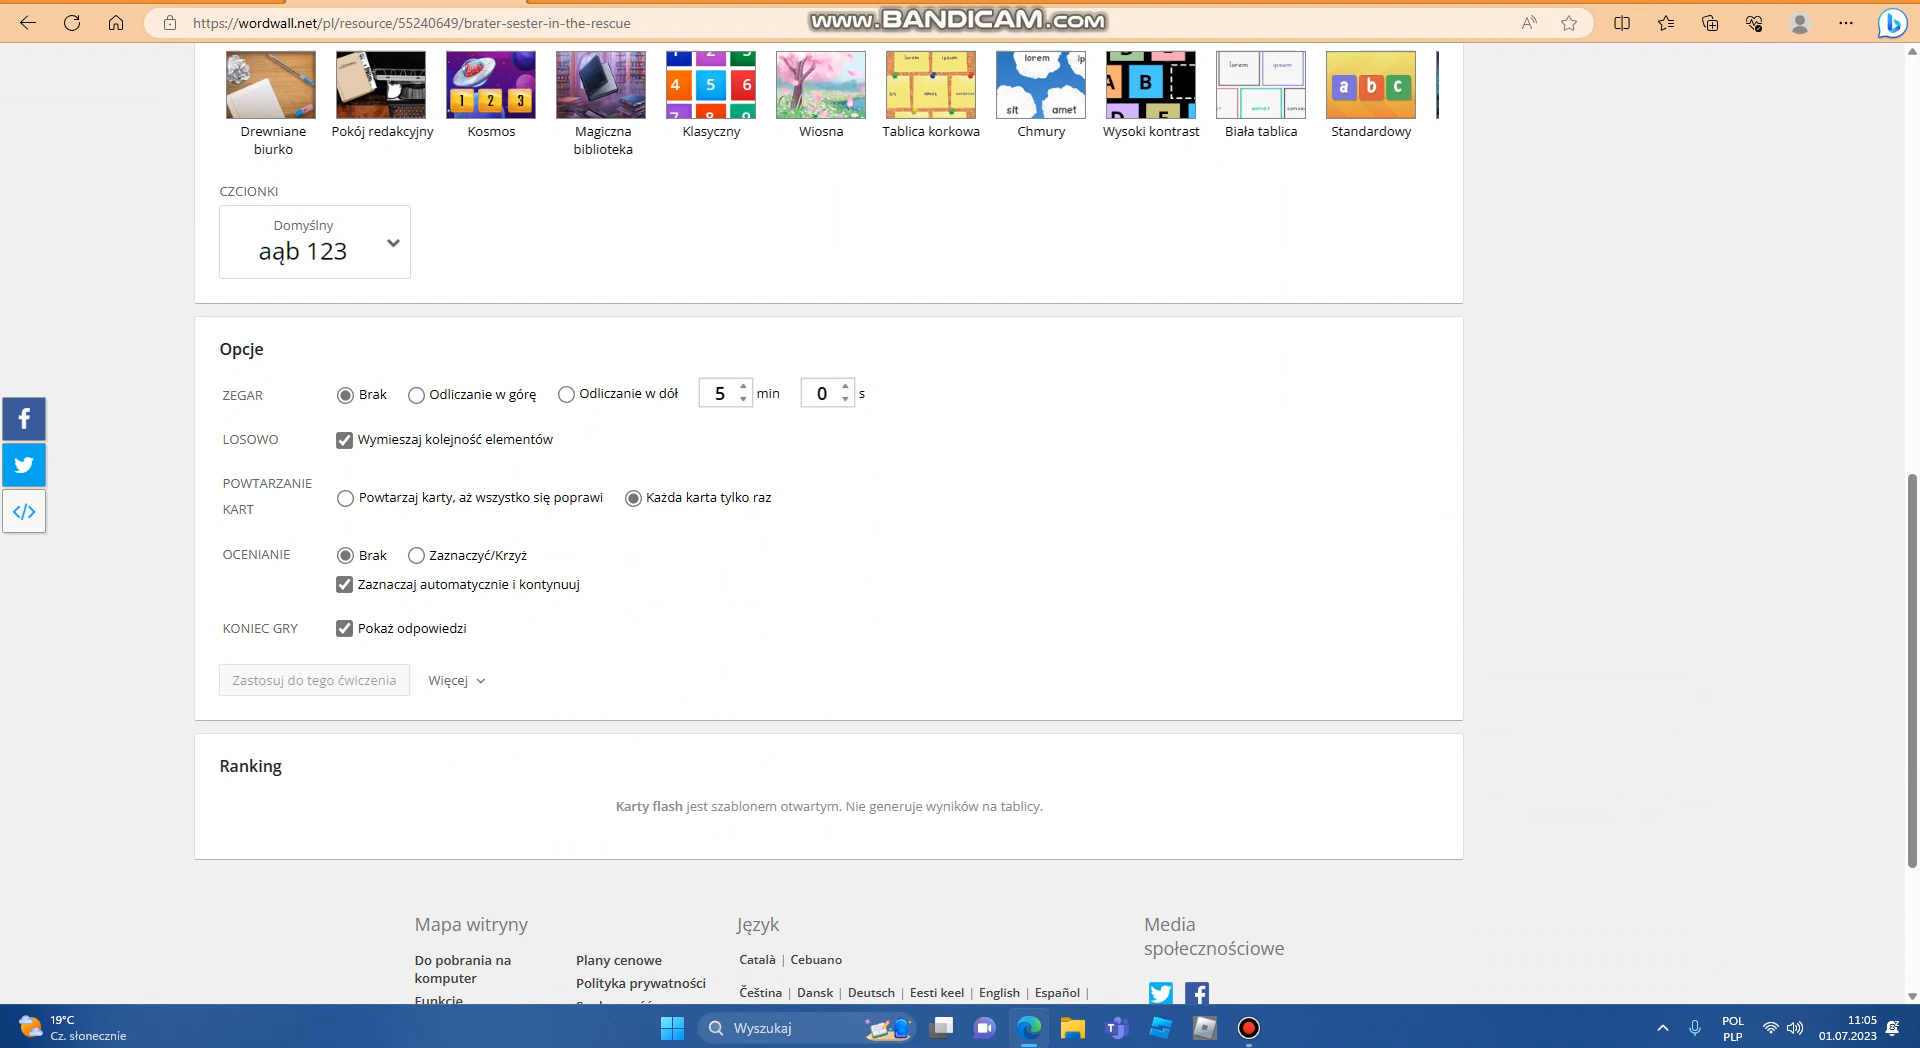 https://wordwall.net/pl/resource/55240649/brater-sester-in-the-rescue
www.BANDICAM.com
Drewniane biurko
Pokój redakcyjny
Kosmos
Magiczna biblioteka
Klasyczny
Wiosna
Tablica korkowa
Chmury
Wysoki kontrast
Biała tablica
Standardowy
CZCIONKI
Domyślny
aąb 123
Opcje
ZEGAR Brak Odliczanie w górę Odliczanie w dół 5 min 0 s
LOSOWO Wymieszaj kolejność elementów
POWTARZANIE KART Powtarzaj karty, aż wszystko się poprawi Każda karta tylko raz
OCENIANIE Brak Zaznaczyć/Krzyż
Zaznaczaj automatycznie i kontynuuj
KONIEC GRY Pokaż odpowiedzi
Zastosuj do tego ćwiczenia Więcej
Ranking
Karty flash jest szablonem otwartym. Nie generuje wyników na tablicy.
Mapa witryny
Do pobrania na komputer
Funkcje
Plany cenowe
Polityka prywatności
Język
Català | Cebuano
Čeština | Dansk | Deutsch | Eesti keel | English | Español |
Media społecznościowe
19°C
Cz. słonecznie
Wyszukaj
POL
PLP
11:05
01.07.2023